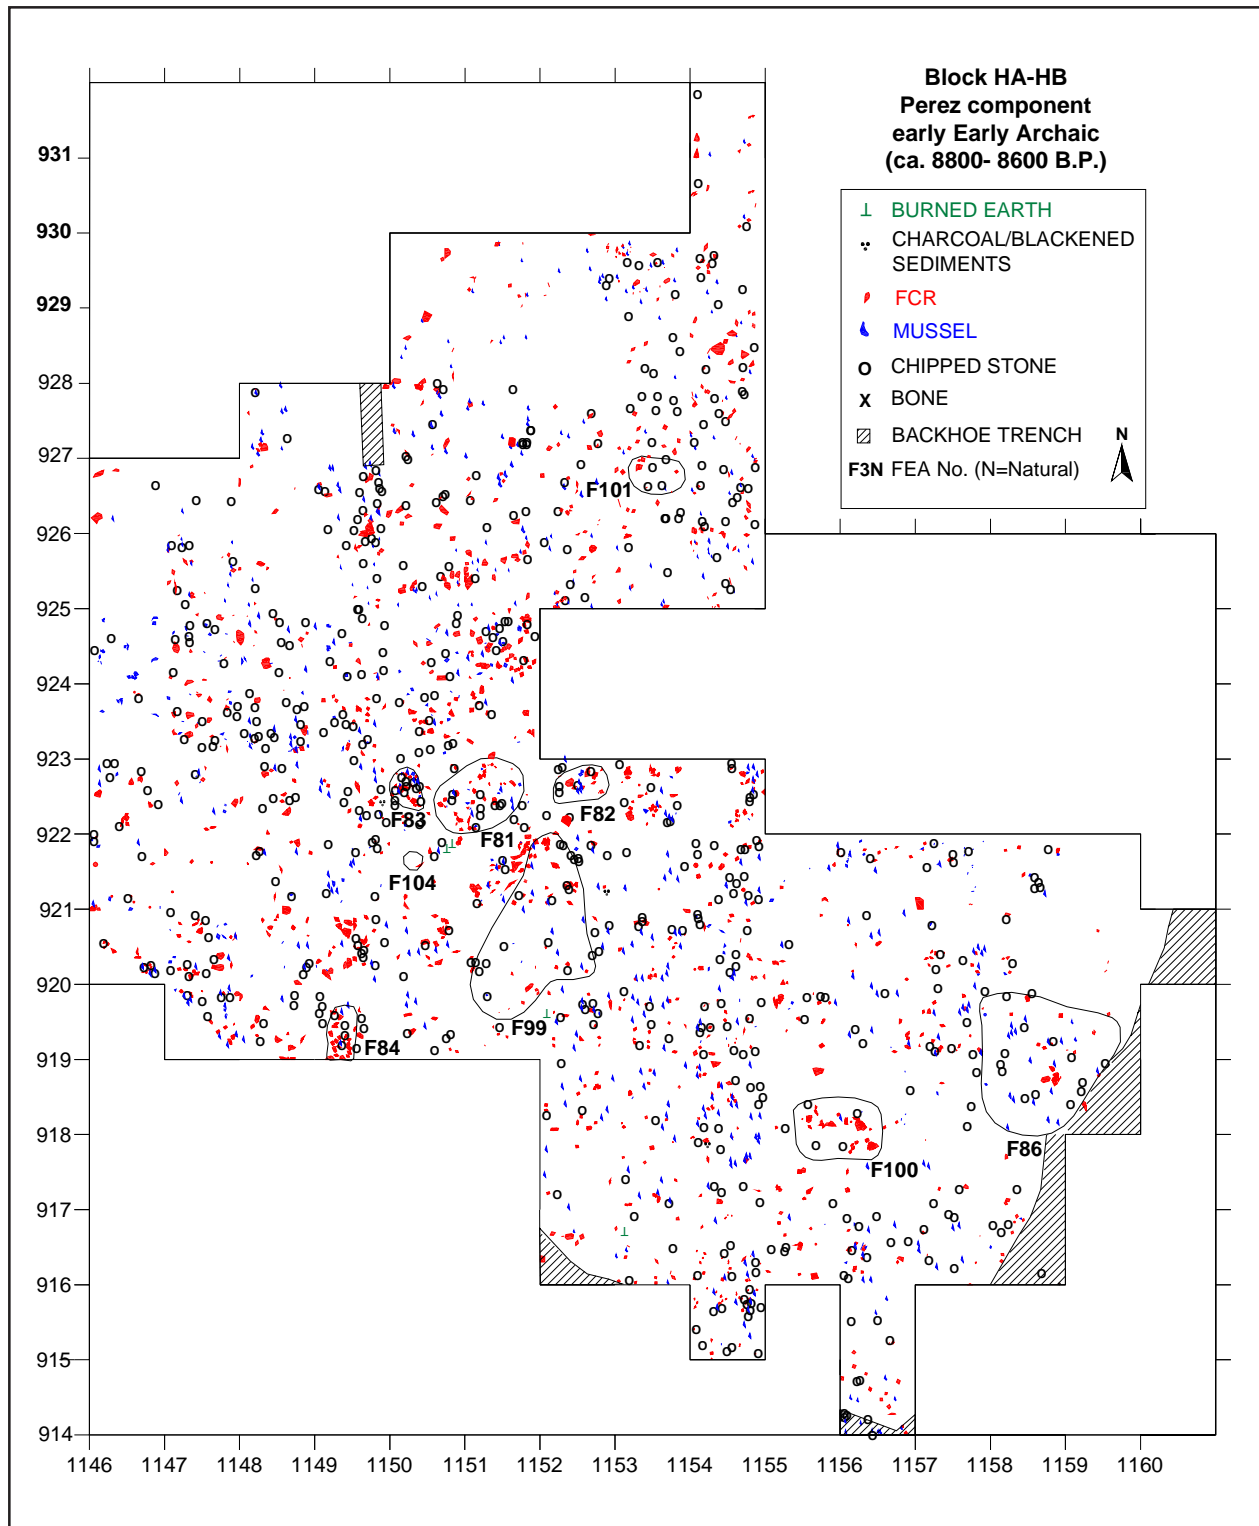 Block HA-HB
Perez component
early Early Archaic
(ca. 8800- 8600 B.P.)
BURNED EARTH
CHARCOAL/BLACKENED
SEDIMENTS
FCR
MUSSEL
O CHIPPED STONE
X BONE
BACKHOE TRENCH
F3N FEA No. (N=Natural)
N
931
930
929
928
927
926
925
924
923
922
921
920
919
918
917
916
915
914
F101
F83
F81
F82
F104
F99
F84
F100
F86
1146 1147 1148 1149 1150 1151 1152 1153 1154 1155 1156 1157 1158 1159 1160